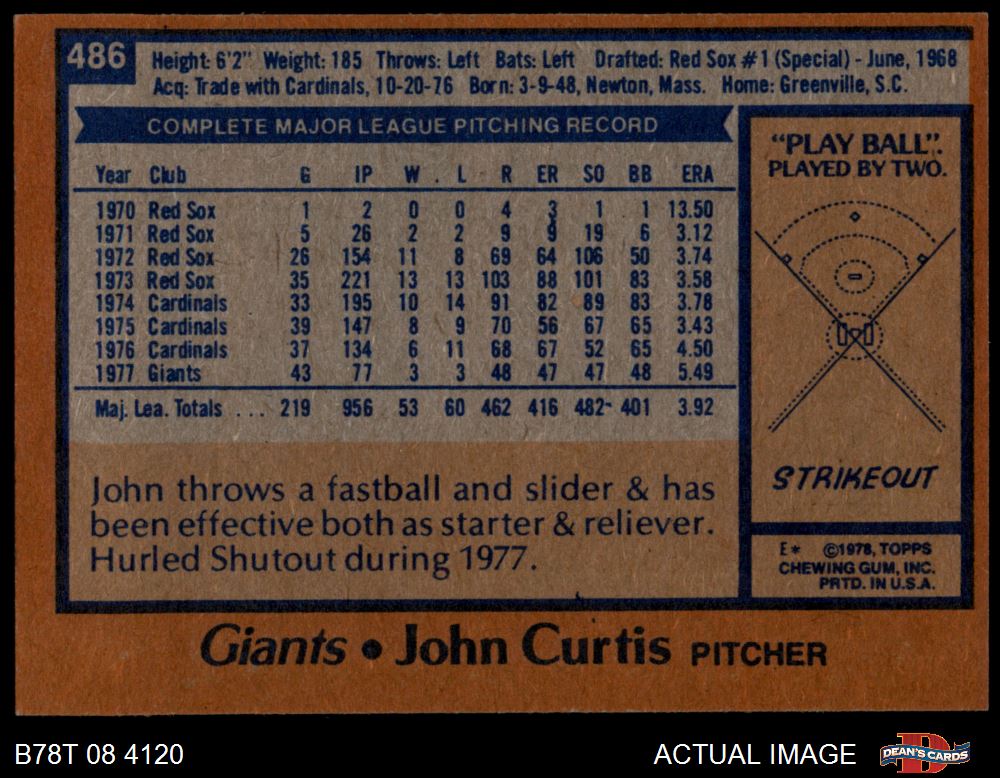 486
Height: 6'2" Weight: 185 Throws: Left Bats: Left Drafted: Red Sox #1 (Special) - June, 1968
Acq: Trade with Cardinals, 10-20-76 Born: 3-9-48, Newton, Mass. Home: Greenville, S.C.
COMPLETE MAJOR LEAGUE PITCHING RECORD
Year Club G IP W . L . R ER SO BB ERA
1970 Red Sox 1 2 0 0 4 3 1 1 13.50
1971 Red Sox 5 26 2 2 9 9 19 6 3.12
1972 Red Sox 26 154 11 8 69 64 106 50 3.74
1973 Red Sox 35 221 13 13 103 88 101 83 3.58
1974 Cardinals 33 195 10 14 91 82 89 83 3.78
1975 Cardinals 39 147 8 9 70 56 67 65 3.43
1976 Cardinals 37 134 6 11 68 67 52 65 4.50
1977 Giants 43 77 3 3 48 47 47 48 5.49
Maj. Lea. Totals ... 219 956 53 60 462 416 482 401 3.92
John throws a fastball and slider & has
been effective both as starter & reliever.
Hurled Shutout during 1977.
"PLAY BALL".
PLAYED BY TWO.
STRIKEOUT
E* ©1978, TOPPS
CHEWING GUM, INC.
PRTD. IN U.S.A.
Giants • John Curtis PITCHER
B78T 08 4120
ACTUAL IMAGE
DEAN'S CARDS